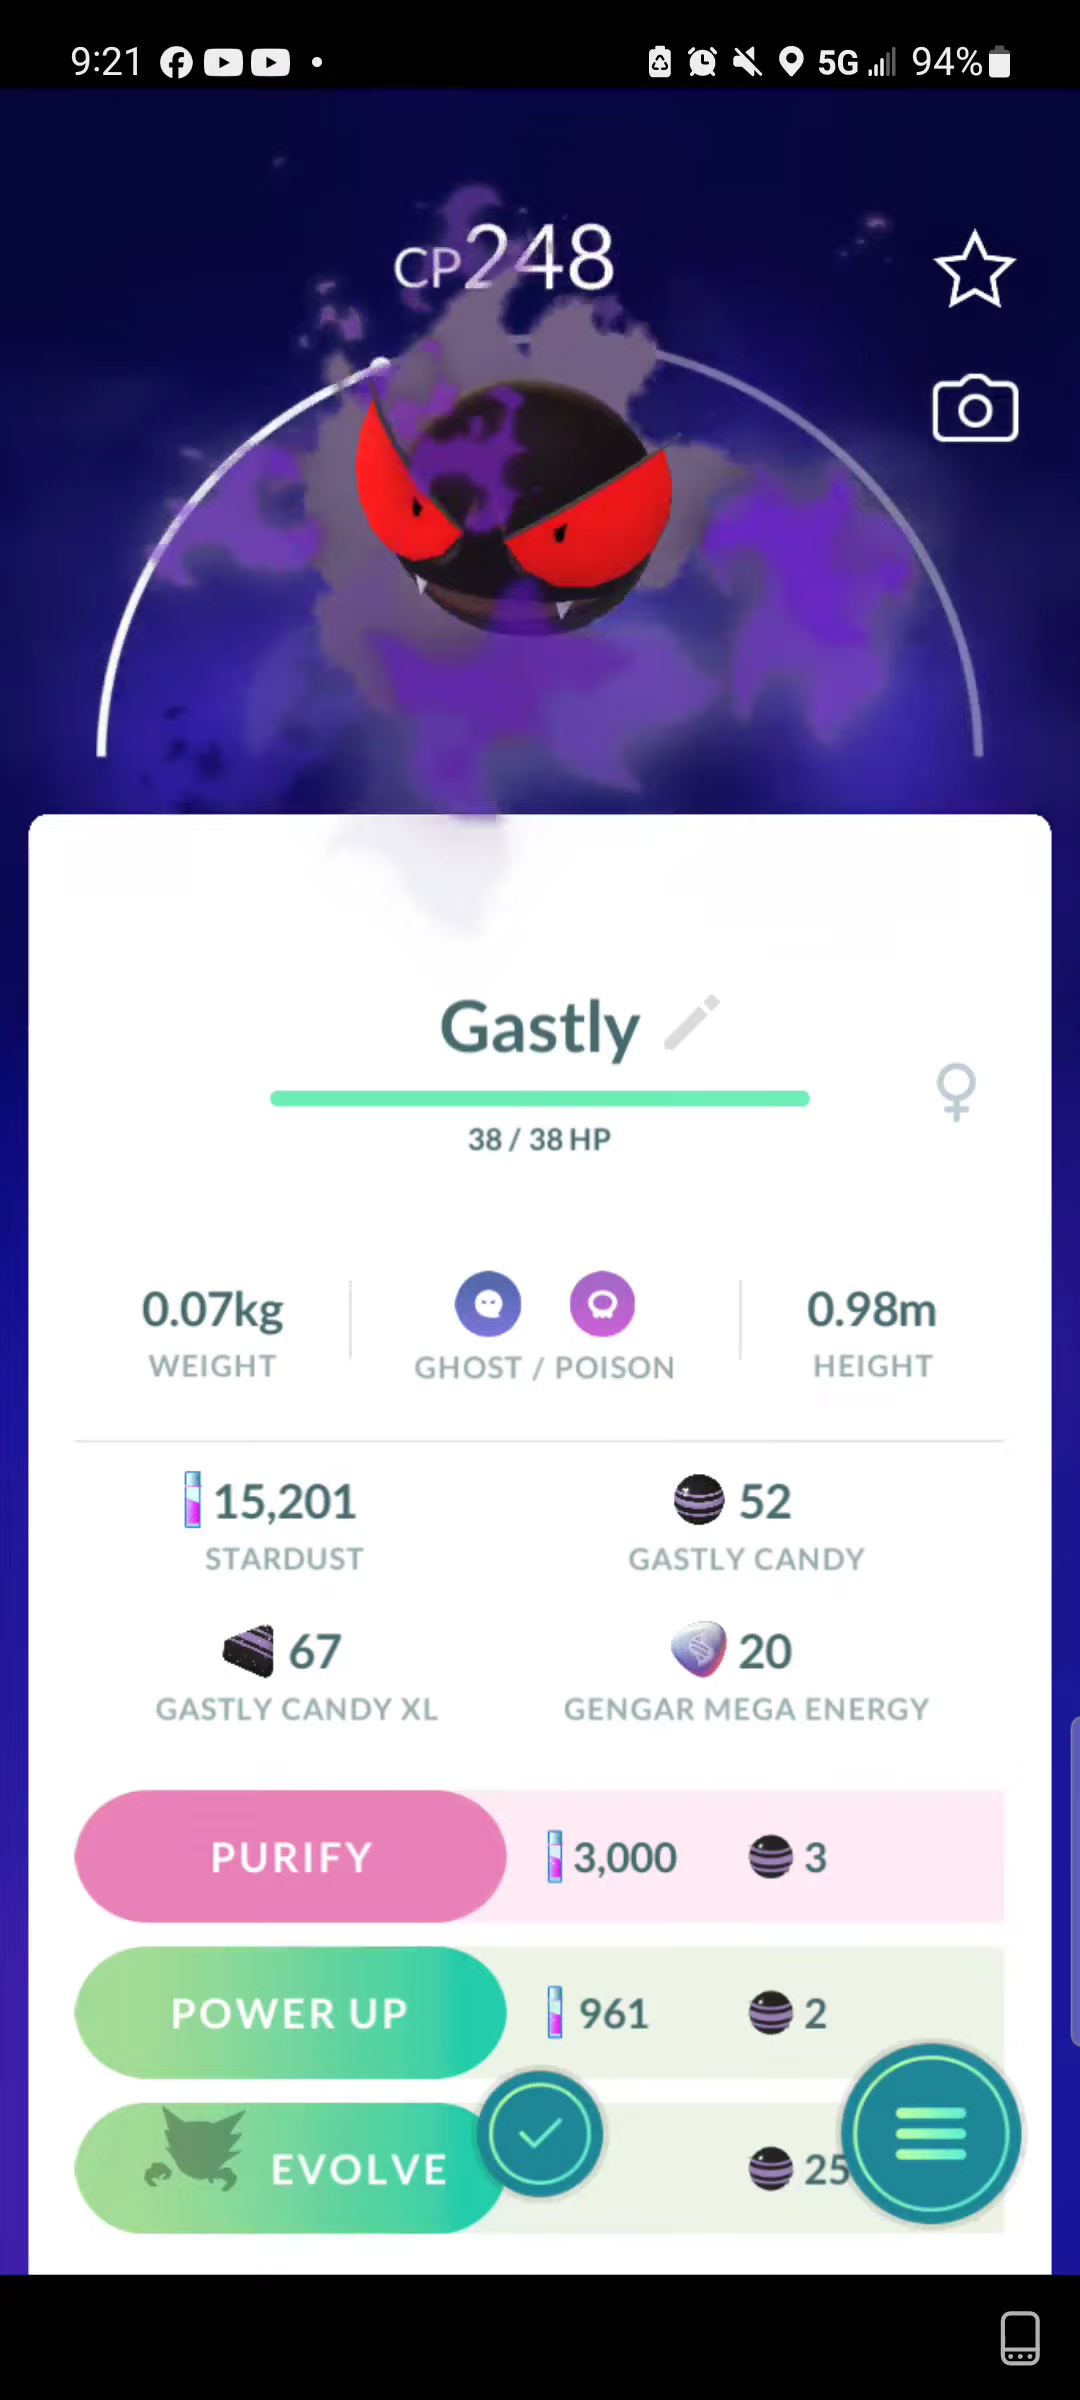 9:21 5G 94%
CP248
Gastly
38 / 38 HP
0.07kg 0.98m
WEIGHT GHOST / POISON HEIGHT
15,201 52
STARDUST GASTLY CANDY
67 20
GASTLY CANDY XL GENGAR MEGA ENERGY
PURIFY 3,000 3
POWER UP 961 2
EVOLVE 25